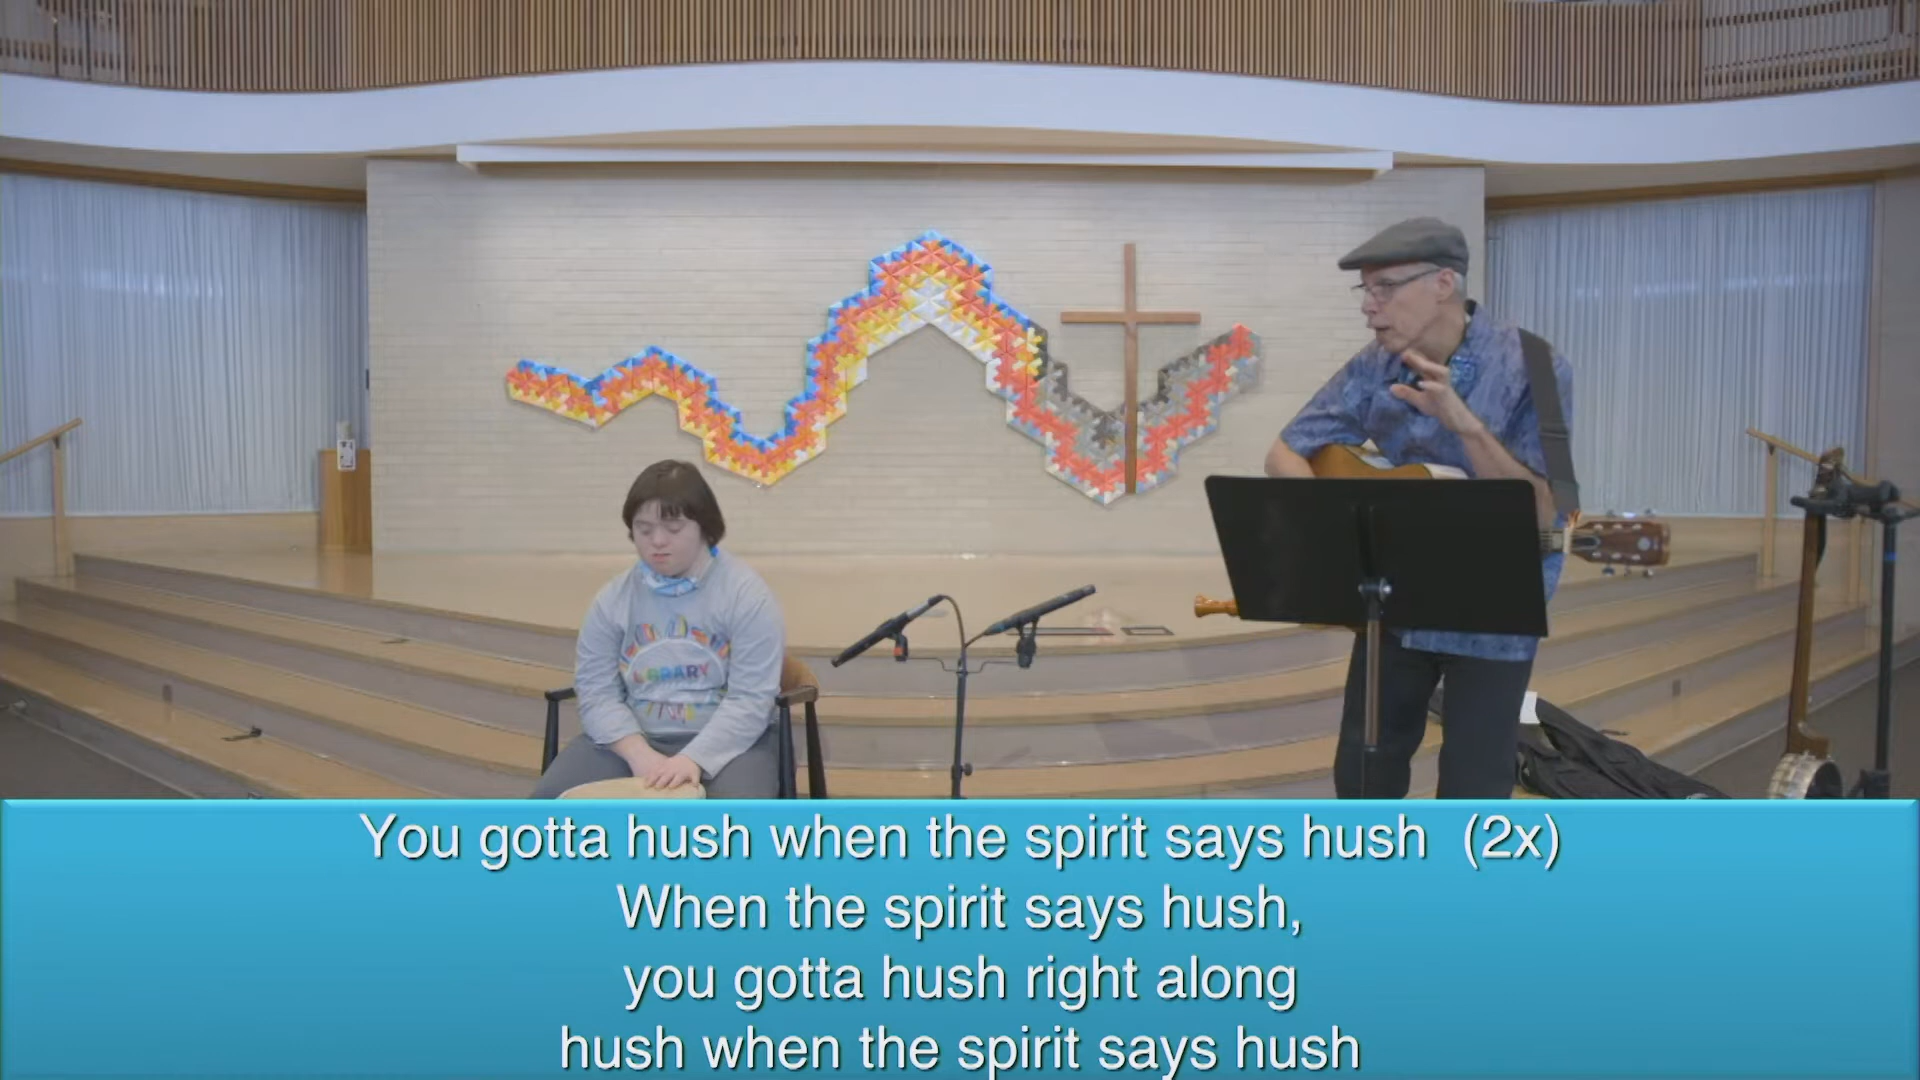 LIBRARY
You gotta hush when the spirit says hush (2x)
When the spirit says hush,
you gotta hush right along
hush when the spirit says hush